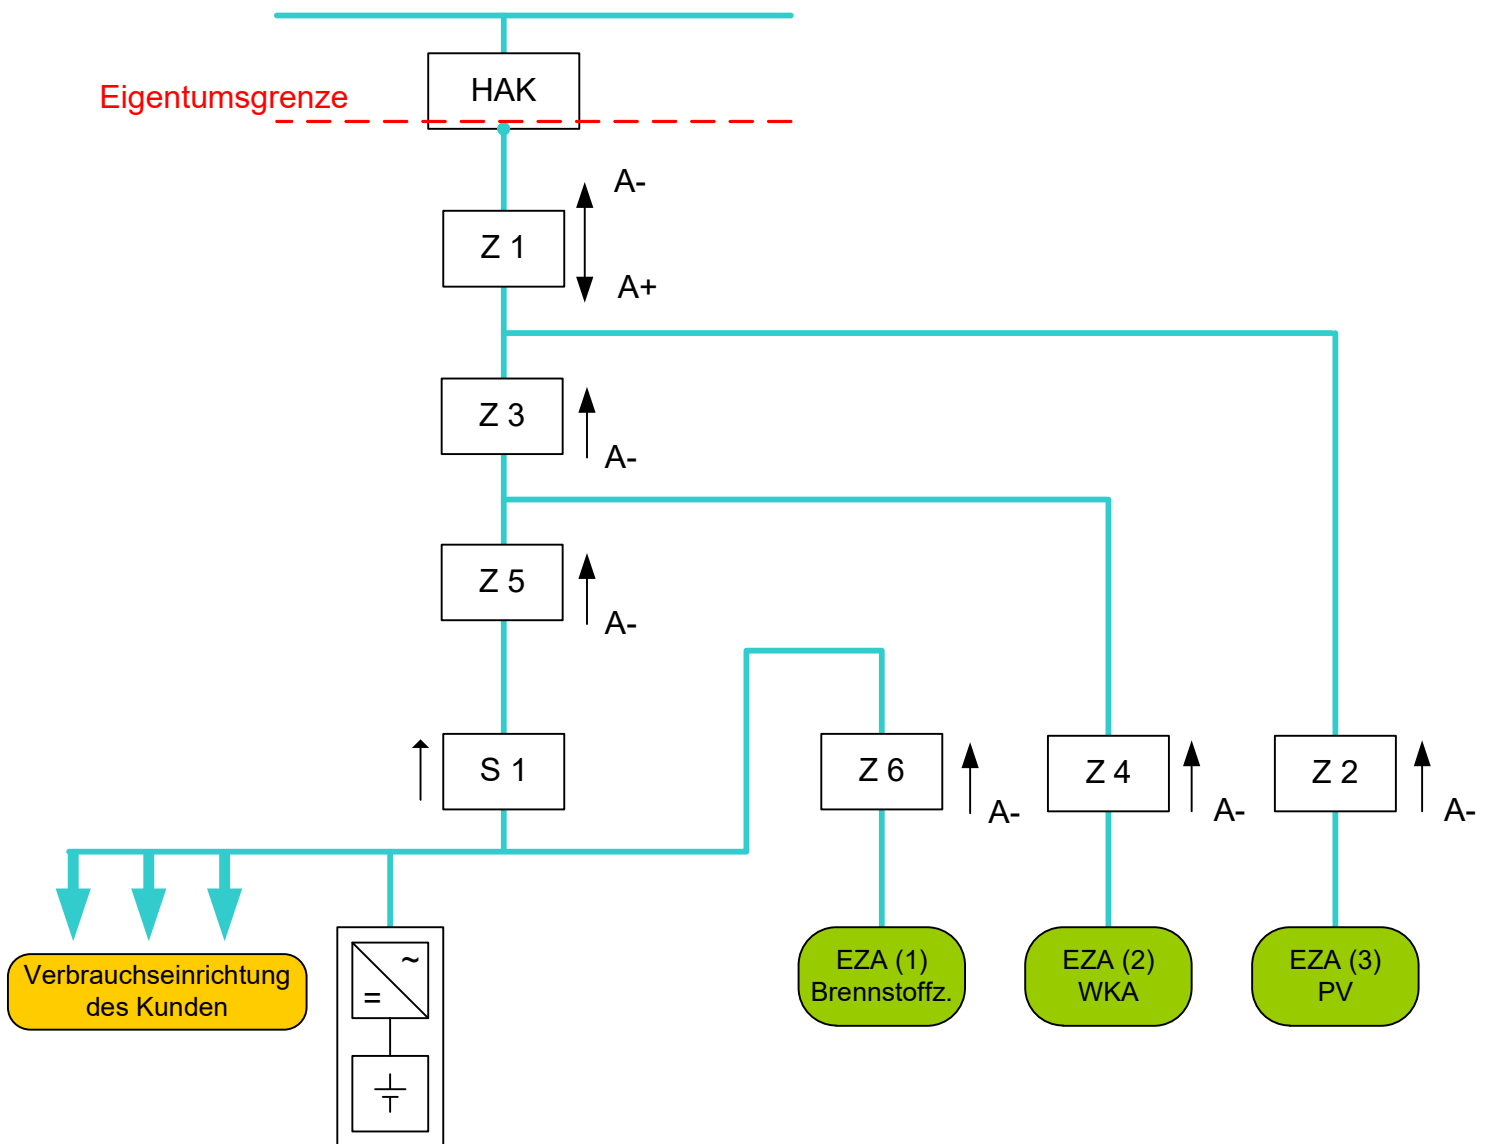 HAK
Eigentumsgrenze
A-
Z 1
A+
Z 3
A-
Z 5
A-
S 1
Z 6
A-
Z 4
A-
Z 2
A-
Verbrauchseinrichtung
des Kunden
~
=
EZA (1)
Brennstoffz.
EZA (2)
WKA
EZA (3)
PV